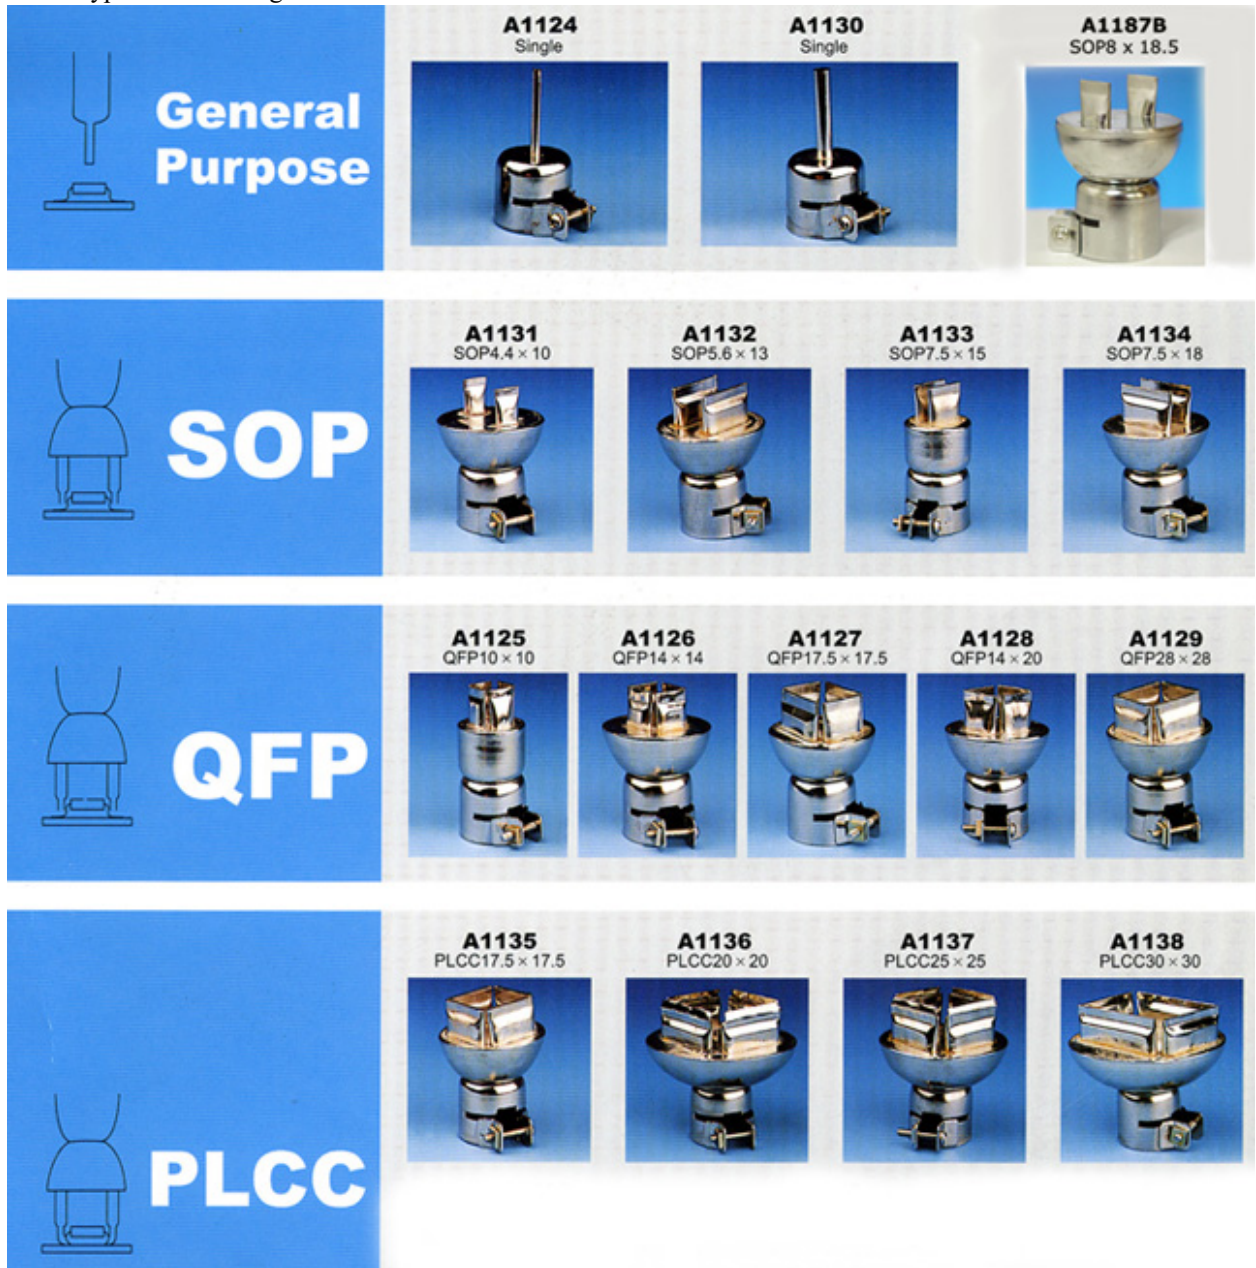 General
Purpose
A1124
Single
A1130
Single
A1187B
SOP8 x 18.5
SOP
A1131
SOP4.4 × 10
A1132
SOP5.6 × 13
A1133
SOP7.5 × 15
A1134
SOP7.5 × 18
QFP
A1125
QFP10 × 10
A1126
QFP14 × 14
A1127
QFP17.5 × 17.5
A1128
QFP14 × 20
A1129
QFP28 × 28
PLCC
A1135
PLCC17.5 × 17.5
A1136
PLCC20 × 20
A1137
PLCC25 × 25
A1138
PLCC30 × 30